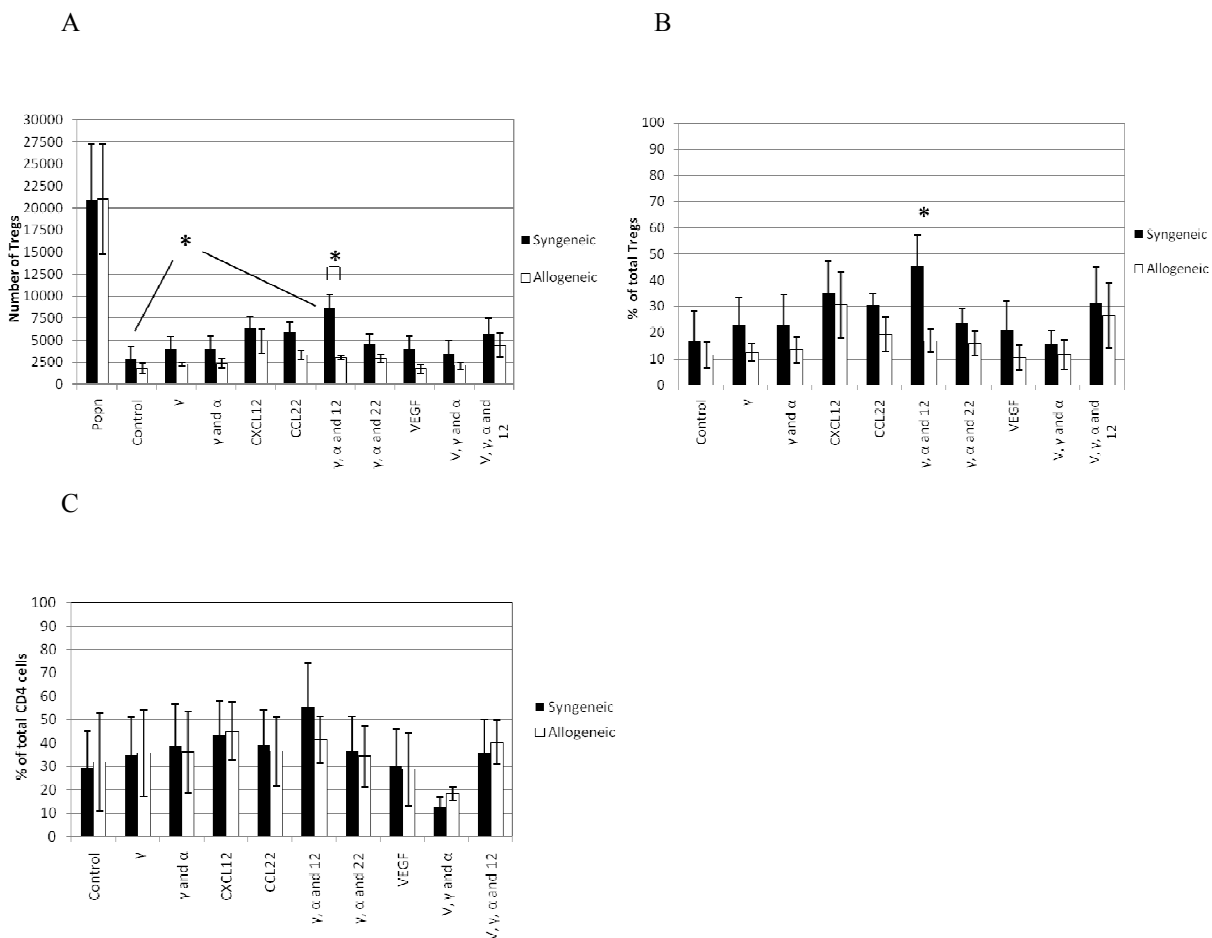 A
B
30000
27500
25000
22500
20000
17500
15000
12500
10000
7500
5000
2500
0
Number of Tregs
*
*
Popn
Control
γ
γ and α
CXCL12
CCL22
γ, α and 12
γ, α and 22
VEGF
V, γ and α
V, γ, α and 12
Syngeneic
Allogeneic
100
90
80
70
60
50
40
30
20
10
0
% of total Tregs
*
Control
γ
γ and α
CXCL12
CCL22
γ, α and 12
γ, α and 22
VEGF
V, γ and α
V, γ, α and
12
Syngeneic
Allogeneic
C
100
90
80
70
60
50
40
30
20
10
0
% of total CD4 cells
Control
γ
γ and α
CXCL12
CCL22
γ, α and 12
γ, α and 22
VEGF
V, γ and α
V, γ, α and 12
Syngeneic
Allogeneic